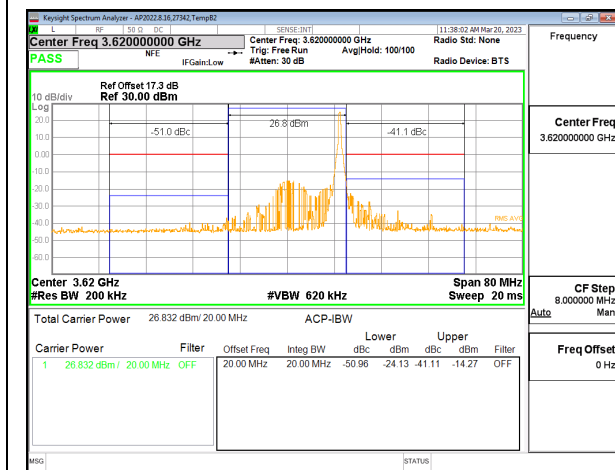 Keysight Spectrum Analyzer - AP2022.8.16,27342,TempB2
LXI L RF 50 Ω DC SENSE:INT 11:38:02 AM Mar 20, 2023
Center Freq 3.620000000 GHz
Center Freq: 3.620000000 GHz
Radio Std: None
NFE
Trig: Free Run Avg|Hold: 100/100
PASS
IFGain:Low
#Atten: 30 dB
Radio Device: BTS
Ref Offset 17.3 dB
10 dB/div Ref 30.00 dBm
Log
20.0
10.0
0.00
-10.0
-20.0
-30.0
-40.0
-50.0
-60.0
-51.0 dBc
26.8 dBm
-41.1 dBc
RMS AVG
Center 3.62 GHz Span 80 MHz
#Res BW 200 kHz #VBW 620 kHz Sweep 20 ms
Total Carrier Power 26.832 dBm/ 20.00 MHz ACP-IBW
Lower Upper
Carrier Power Filter Offset Freq Integ BW dBc dBm dBc dBm Filter
1 26.832 dBm / 20.00 MHz OFF 20.00 MHz 20.00 MHz -50.96 -24.13 -41.11 -14.27 OFF
MSG STATUS
Frequency
Center Freq
3.620000000 GHz
CF Step
8.000000 MHz
Auto Man
Freq Offset
0 Hz